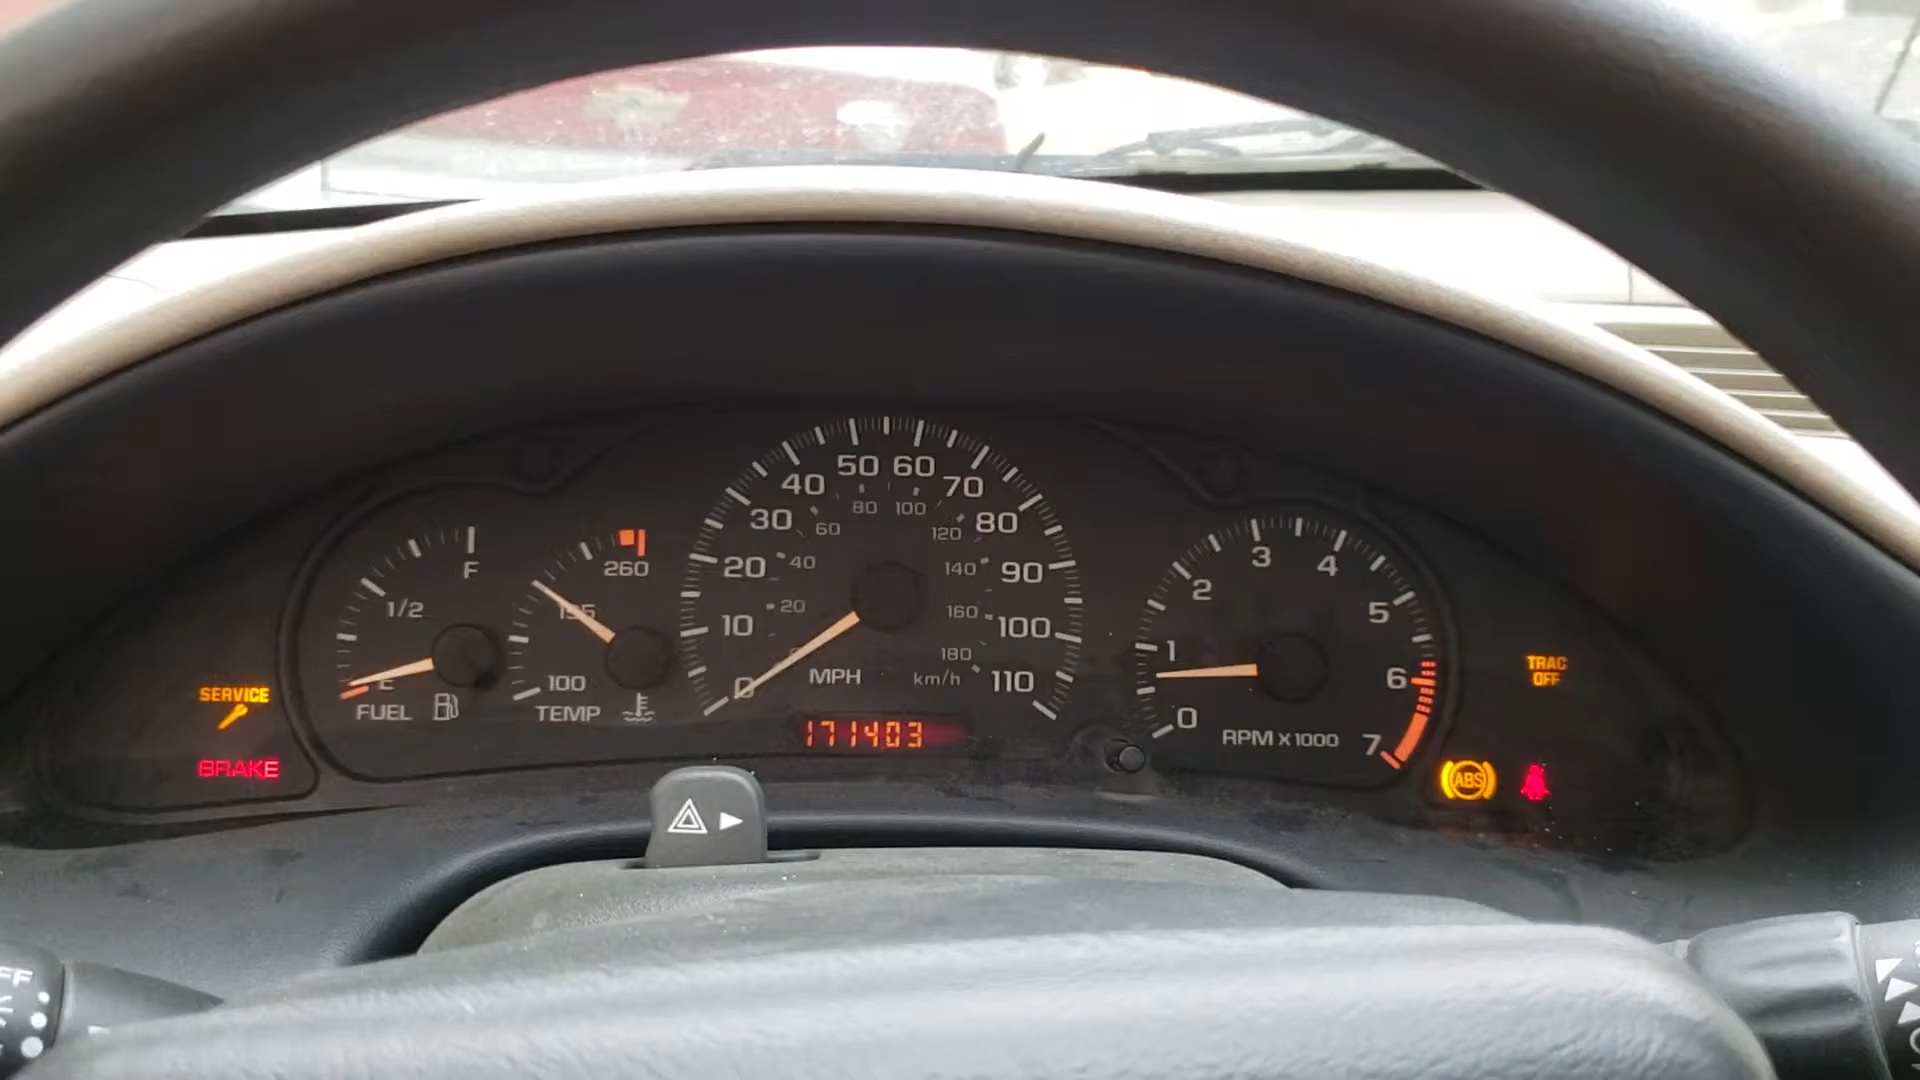 50 60
40 70
80 100
30 60 120 80
F 260 20 40 140 90 3 4
1/2 195 2 5
10 20 160 100
1
E 100 0 MPH 180 km/h 110 6
FUEL TEMP 0 RPM X 1000 7
171403
SERVICE
BRAKE
TRAC
OFF
ABS